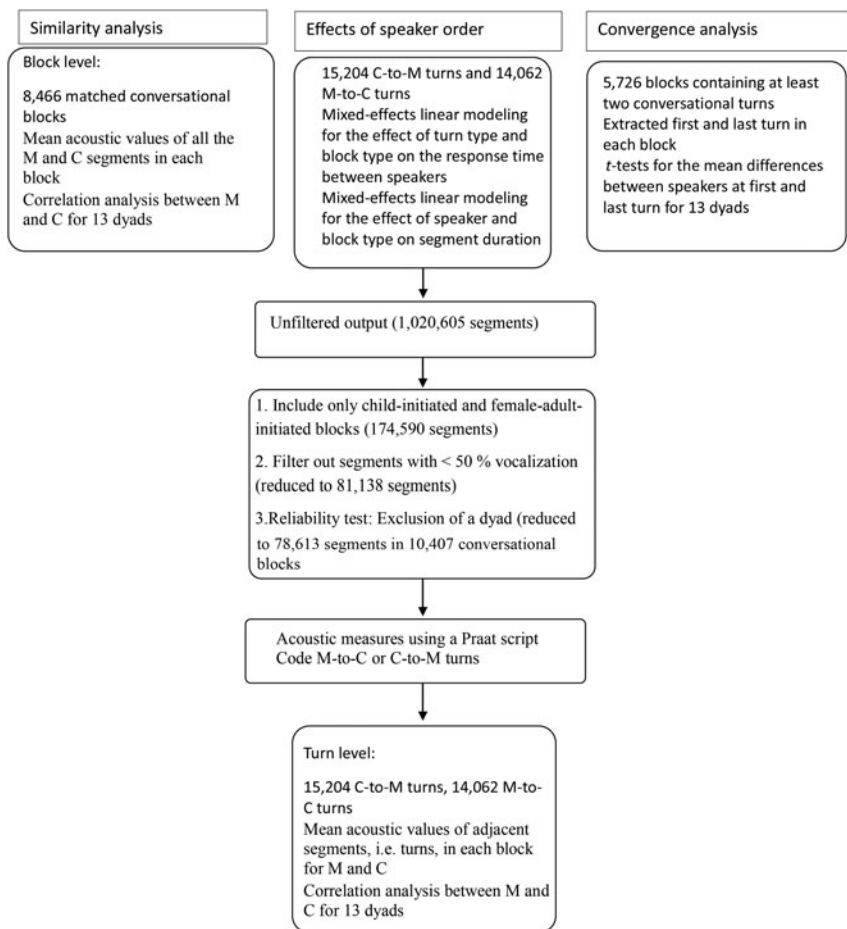 Similarity analysis
Block level:
8,466 matched conversational
blocks
Mean acoustic values of all the
M and C segments in each
block
Correlation analysis between M
and C for 13 dyads
Effects of speaker order
15,204 C-to-M turns and 14,062
M-to-C turns
Mixed-effects linear modeling
for the effect of turn type and
block type on the response time
between speakers
Mixed-effects linear modeling
for the effect of speaker and
block type on segment duration
Convergence analysis
5,726 blocks containing at least
two conversational turns
Extracted first and last turn in
each block
t-tests for the mean differences
between speakers at first and
last turn for 13 dyads
Unfiltered output (1,020,605 segments)
1. Include only child-initiated and female-adult-
initiated blocks (174,590 segments)
2. Filter out segments with < 50 % vocalization
(reduced to 81,138 segments)
3.Reliability test: Exclusion of a dyad (reduced
to 78,613 segments in 10,407 conversational
blocks
Acoustic measures using a Praat script
Code M-to-C or C-to-M turns
Turn level:
15,204 C-to-M turns, 14,062 M-to-
C turns
Mean acoustic values of adjacent
segments, i.e. turns, in each block
for M and C
Correlation analysis between M and
C for 13 dyads